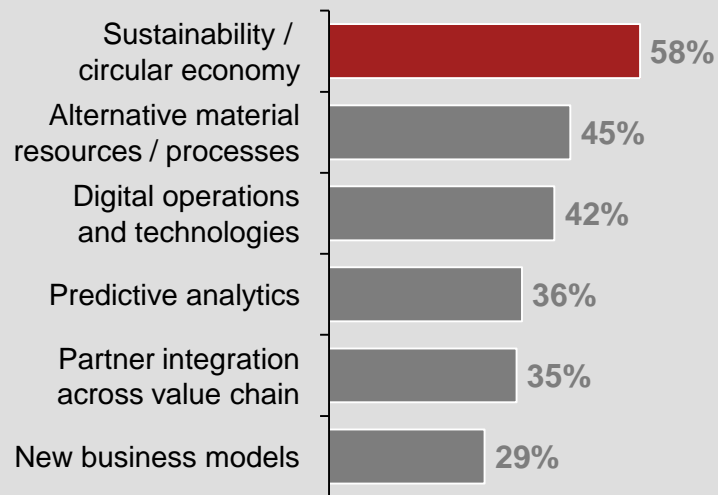 Sustainability /
circular economy
58%
Alternative material
resources / processes
45%
Digital operations
and technologies
42%
Predictive analytics
36%
Partner integration
across value chain
35%
New business models
29%